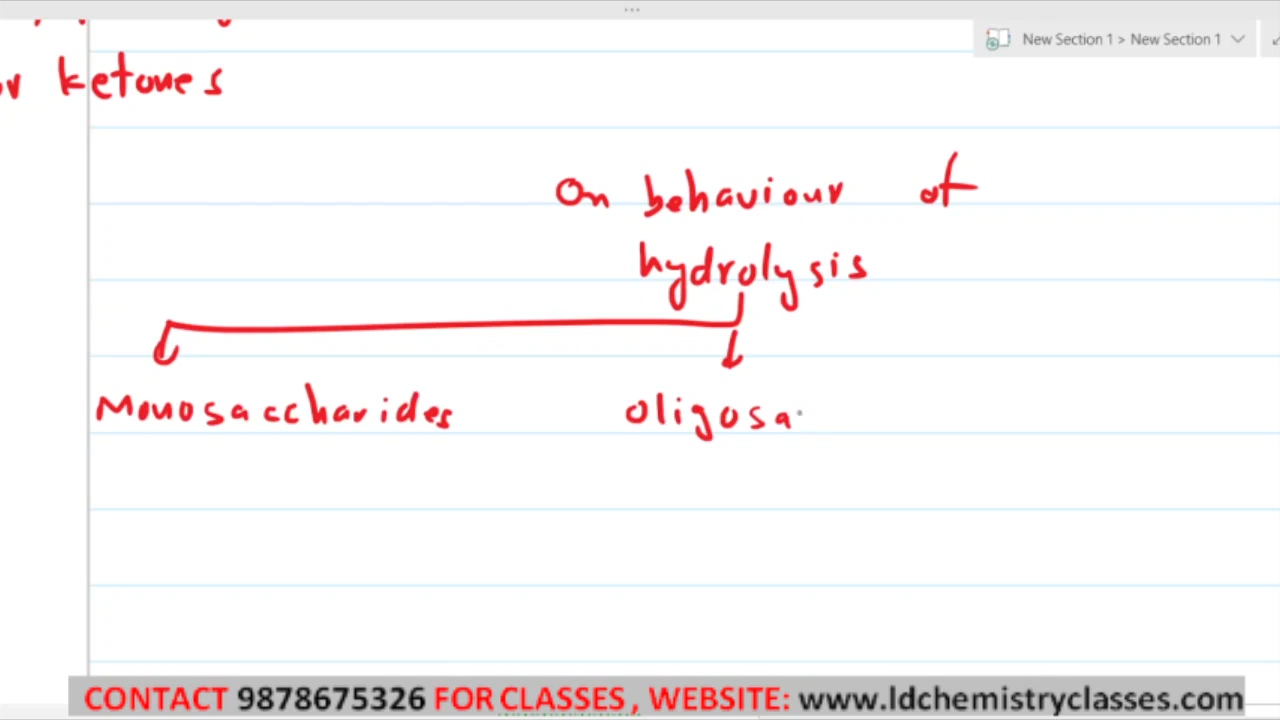 New Section 1 > New Section 1
ketones
On behaviour of
hydrolysis
Monosaccharides oligosa
CONTACT 9878675326 FOR CLASSES , WEBSITE: www.ldchemistryclasses.com